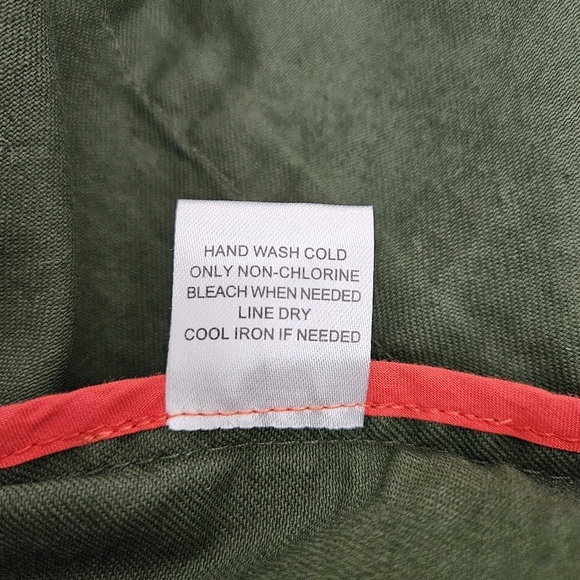 HAND WASH COLD
ONLY NON-CHLORINE
BLEACH WHEN NEEDED
LINE DRY
COOL IRON IF NEEDED